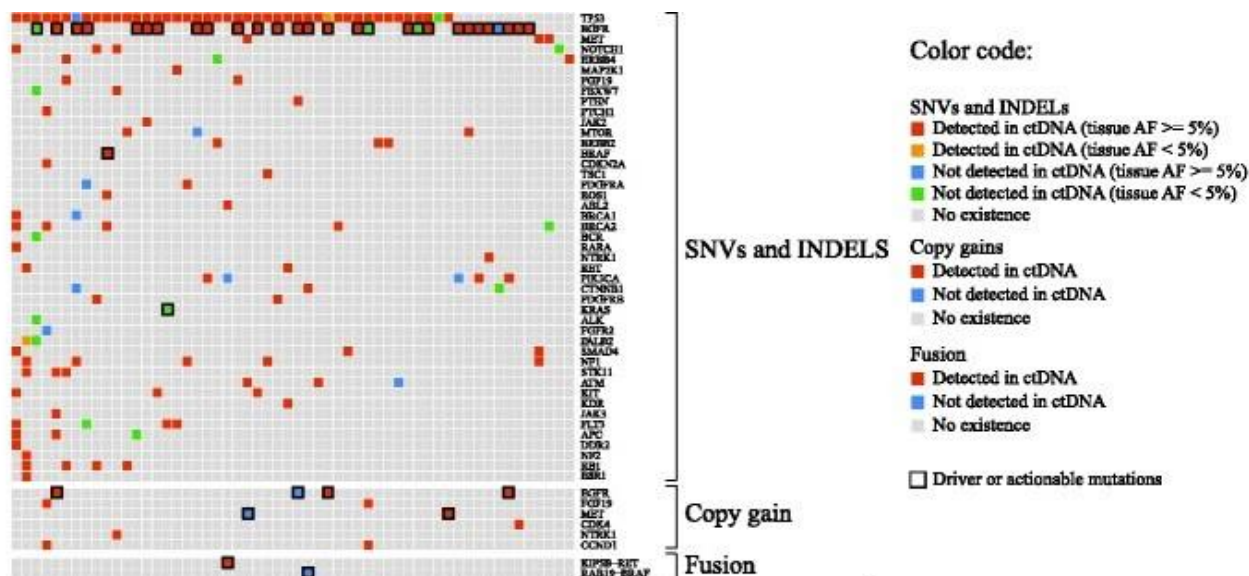 TP53
EGFR
MET
NOTCH1
ERBB4
MAP2K1
FGF19
FBXW7
PTEN
PTCH1
JAK2
MTOR
ERBB2
BRAF
CDKN2A
TSC1
PDGFRA
ROS1
ABL2
BRCA1
BRCA2
BCR
RARA
NTRK1
RET
PIK3CA
CTNNB1
PDGFRB
KRAS
ALK
FGFR2
PALB2
SMAD4
NF1
STK11
ATM
KIT
KDR
JAK3
FLT3
APC
DDR2
NF2
RB1
ESR1
SNVs and INDELS
EGFR
FGF19
MET
CDK4
NTRK1
CCND1
Copy gain
KIF5B-RET
Fusion
Color code:
SNVs and INDELs
Detected in ctDNA (tissue AF >= 5%)
Detected in ctDNA (tissue AF < 5%)
Not detected in ctDNA (tissue AF >= 5%)
Not detected in ctDNA (tissue AF < 5%)
No existence
Copy gains
Detected in ctDNA
Not detected in ctDNA
No existence
Fusion
Detected in ctDNA
Not detected in ctDNA
No existence
Driver or actionable mutations